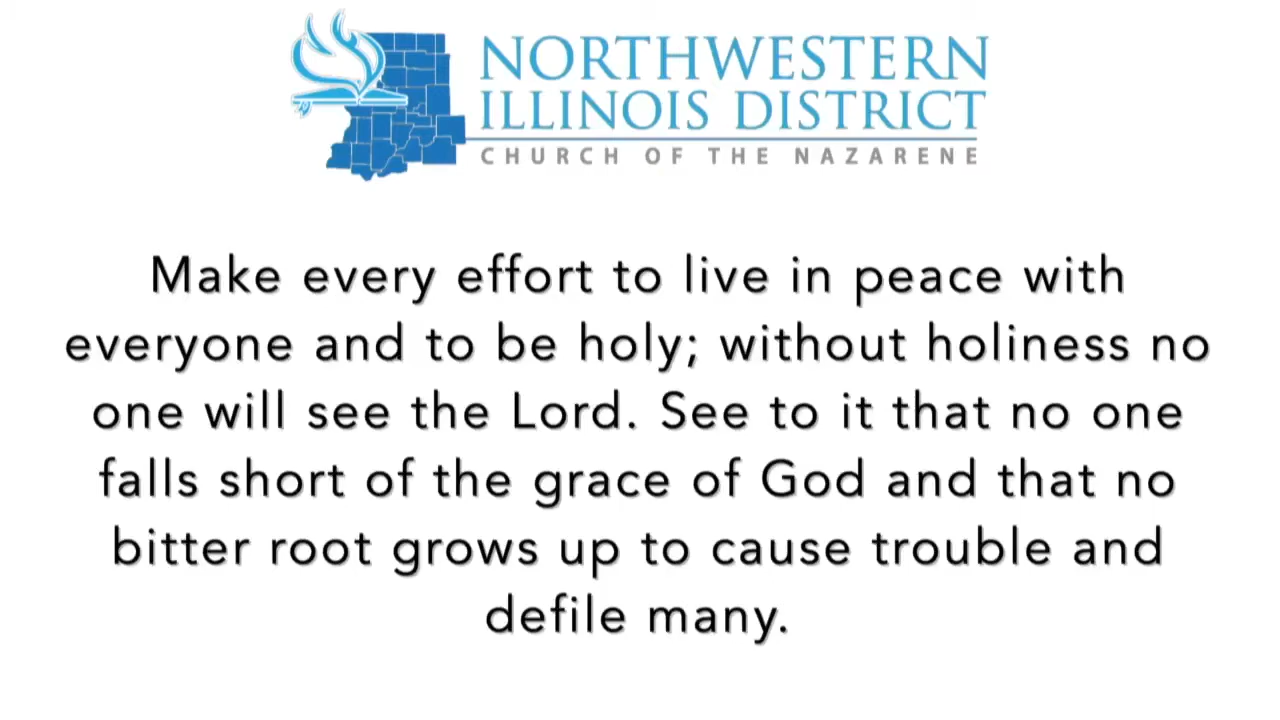 NORTHWESTERN
ILLINOIS DISTRICT
CHURCH OF THE NAZARENE
Make every effort to live in peace with
everyone and to be holy; without holiness no
one will see the Lord. See to it that no one
falls short of the grace of God and that no
bitter root grows up to cause trouble and
defile many.